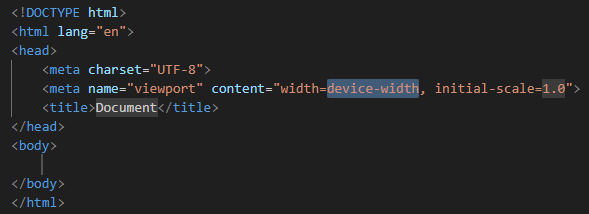 <!DOCTYPE html>
<html lang="en">
<head>
    <meta charset="UTF-8">
    <meta name="viewport" content="width=device-width, initial-scale=1.0">
    <title>Document</title>
</head>
<body>
</body>
</html>